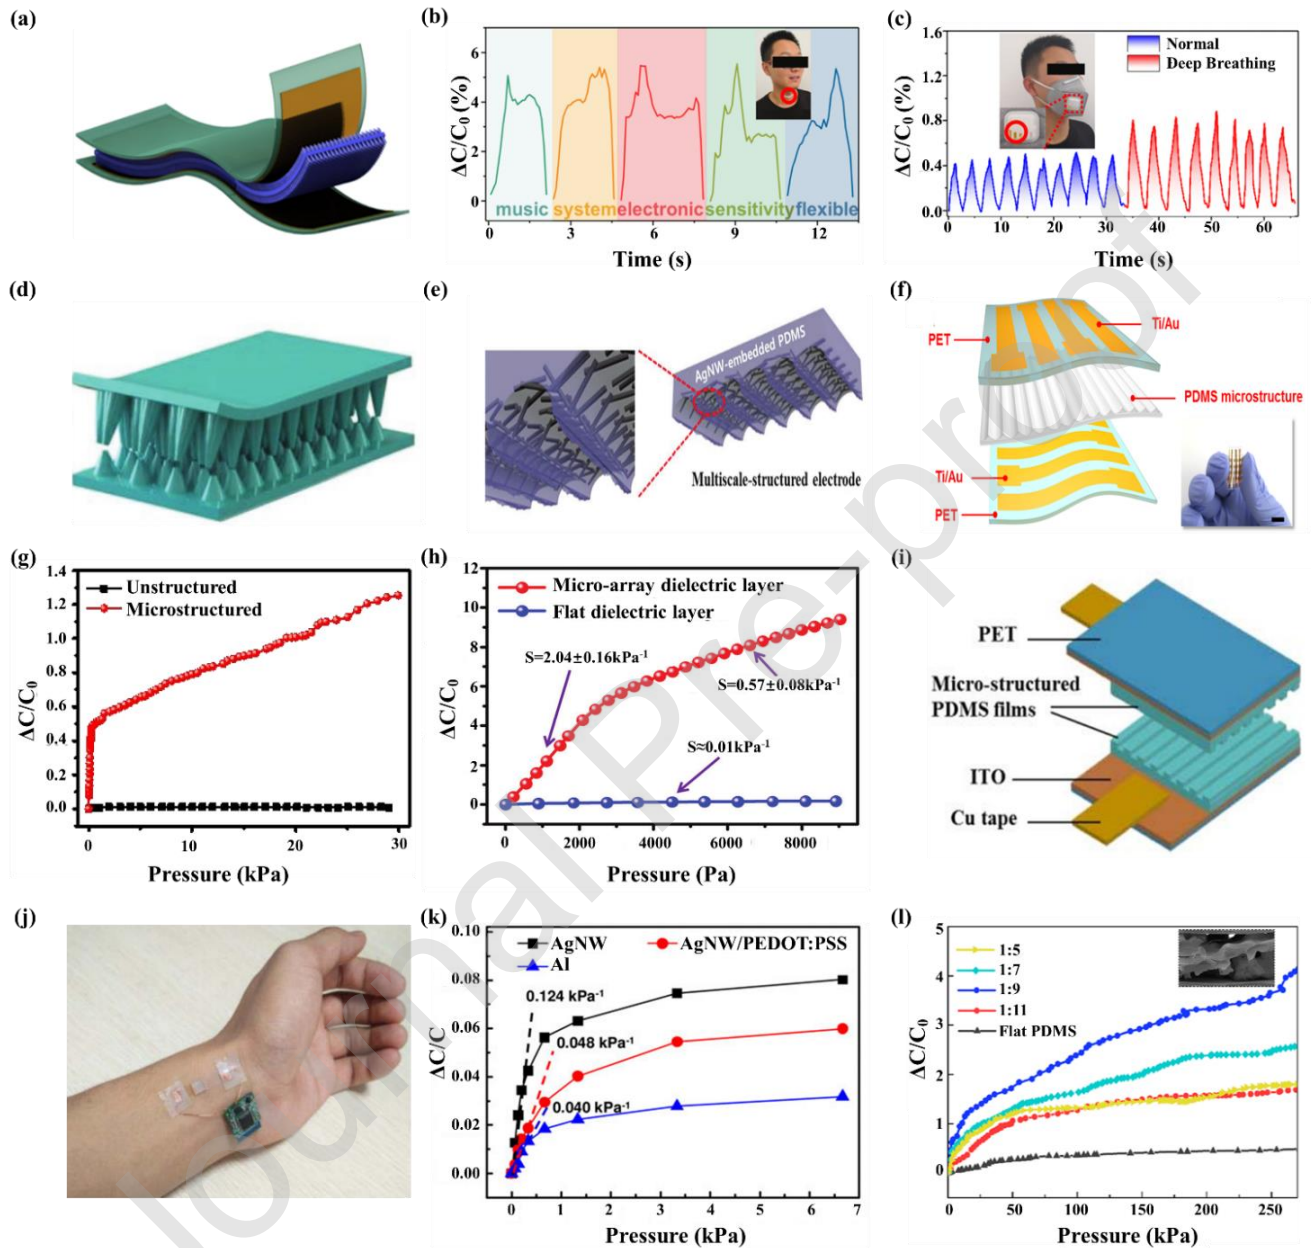 (a)
(b)
ΔC/C₀ (%)
6
4
2
0
music
system
electronic
sensitivity
flexible
0
3
6
9
12
Time (s)
(c)
ΔC/C₀ (%)
1.6
1.2
0.8
0.4
0.0
Normal
Deep Breathing
0
10
20
30
40
50
60
Time (s)
(d)
(e)
AgNW-embedded PDMS
Multiscale-structured electrode
(f)
Ti/Au
PET
PDMS microstructure
Ti/Au
PET
(g)
ΔC/C₀
1.4
1.2
1.0
0.8
0.6
0.4
0.2
0.0
Unstructured
Microstructured
0
10
20
30
Pressure (kPa)
(h)
ΔC/C₀
12
10
8
6
4
2
0
Micro-array dielectric layer
Flat dielectric layer
S=2.04±0.16kPa⁻¹
S=0.57±0.08kPa⁻¹
S≈0.01kPa⁻¹
0
2000
4000
6000
8000
Pressure (Pa)
(i)
PET
Micro-structured
PDMS films
ITO
Cu tape
(j)
(k)
ΔC/C
0.10
0.08
0.06
0.04
0.02
0.00
AgNW
AgNW/PEDOT:PSS
Al
0.124 kPa⁻¹
0.048 kPa⁻¹
0.040 kPa⁻¹
0
1
2
3
4
5
6
7
Pressure (kPa)
(l)
ΔC/C₀
5
4
3
2
1
0
1:5
1:7
1:9
1:11
Flat PDMS
0
50
100
150
200
250
Pressure (kPa)
Journal Pre-proof